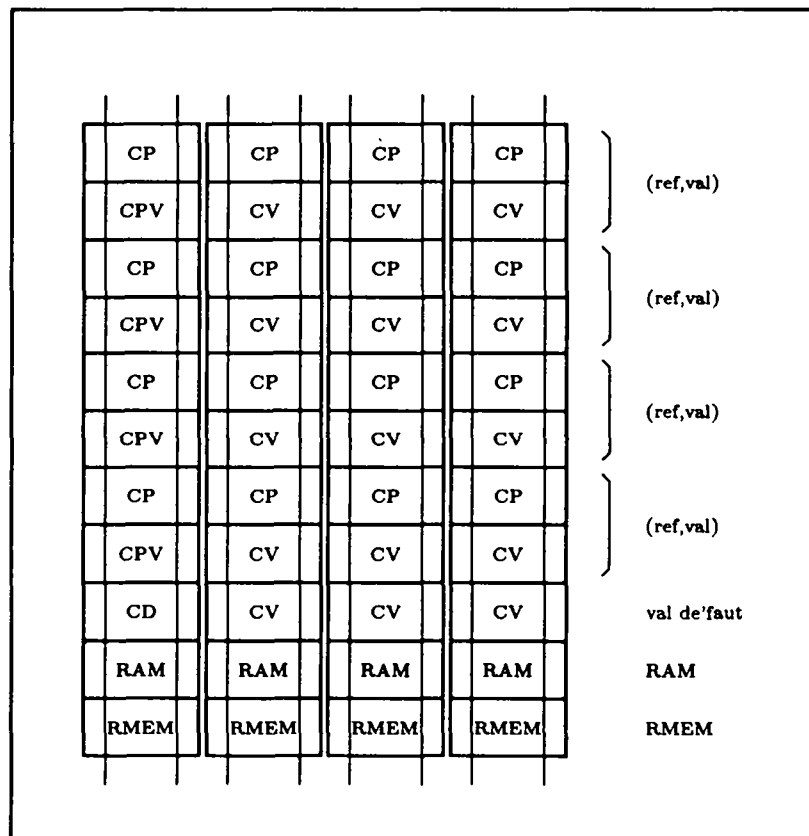 CP CP CP CP
(ref,val)
CPV CV CV CV
CP CP CP CP
(ref,val)
CPV CV CV CV
CP CP CP CP
(ref,val)
CPV CV CV CV
CP CP CP CP
(ref,val)
CPV CV CV CV
CD CV CV CV val de'faut
RAM RAM RAM RAM RAM
RMEM RMEM RMEM RMEM RMEM